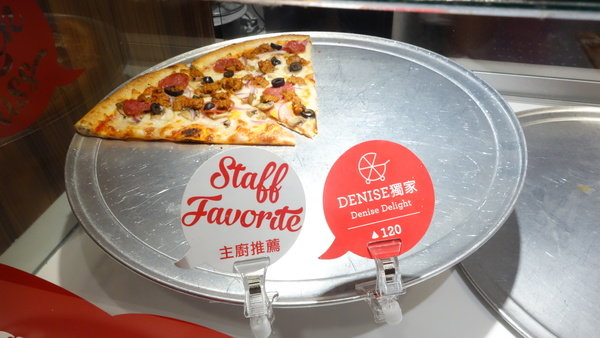 Staff
Favorite
主廚推薦
DENISE獨家
Denise Delight
▲120